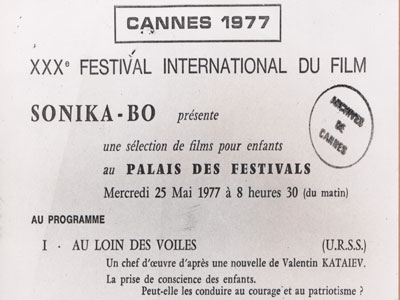 CANNES 1977
XXXe FESTIVAL INTERNATIONAL DU FILM
SONIKA-BO présente
une sélection de films pour enfants
au PALAIS DES FESTIVALS
Mercredi 25 Mai 1977 à 8 heures 30 (du matin)
ARCHIVES
DE
CANNES
AU PROGRAMME
I - AU LOIN DES VOILES (U.R.S.S.)
Un chef d'œuvre d'après une nouvelle de Valentin KATAIEV.
La prise de conscience des enfants.
Peut-elle les conduire au courage et au patriotisme ?